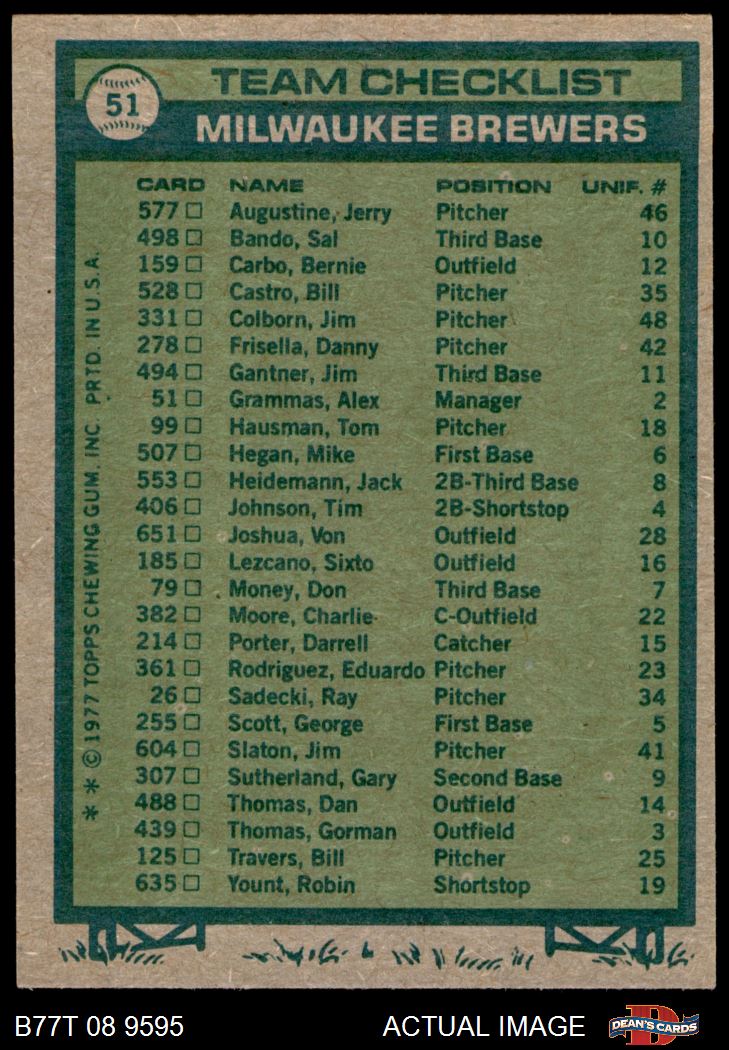 51
TEAM CHECKLIST
MILWAUKEE BREWERS
CARD NAME POSITION UNIF. #
577 Augustine, Jerry Pitcher 46
498 Bando, Sal Third Base 10
159 Carbo, Bernie Outfield 12
528 Castro, Bill Pitcher 35
331 Colborn, Jim Pitcher 48
278 Frisella, Danny Pitcher 42
494 Gantner, Jim Third Base 11
51 Grammas, Alex Manager 2
99 Hausman, Tom Pitcher 18
507 Hegan, Mike First Base 6
553 Heidemann, Jack 2B-Third Base 8
406 Johnson, Tim 2B-Shortstop 4
651 Joshua, Von Outfield 28
185 Lezcano, Sixto Outfield 16
79 Money, Don Third Base 7
382 Moore, Charlie C-Outfield 22
214 Porter, Darrell Catcher 15
361 Rodriguez, Eduardo Pitcher 23
26 Sadecki, Ray Pitcher 34
255 Scott, George First Base 5
604 Slaton, Jim Pitcher 41
307 Sutherland, Gary Second Base 9
488 Thomas, Dan Outfield 14
439 Thomas, Gorman Outfield 3
125 Travers, Bill Pitcher 25
635 Yount, Robin Shortstop 19
* * © 1977 TOPPS CHEWING GUM, INC. PRTD. IN U.S.A.
B77T 08 9595 ACTUAL IMAGE
D
DEAN'S CARDS